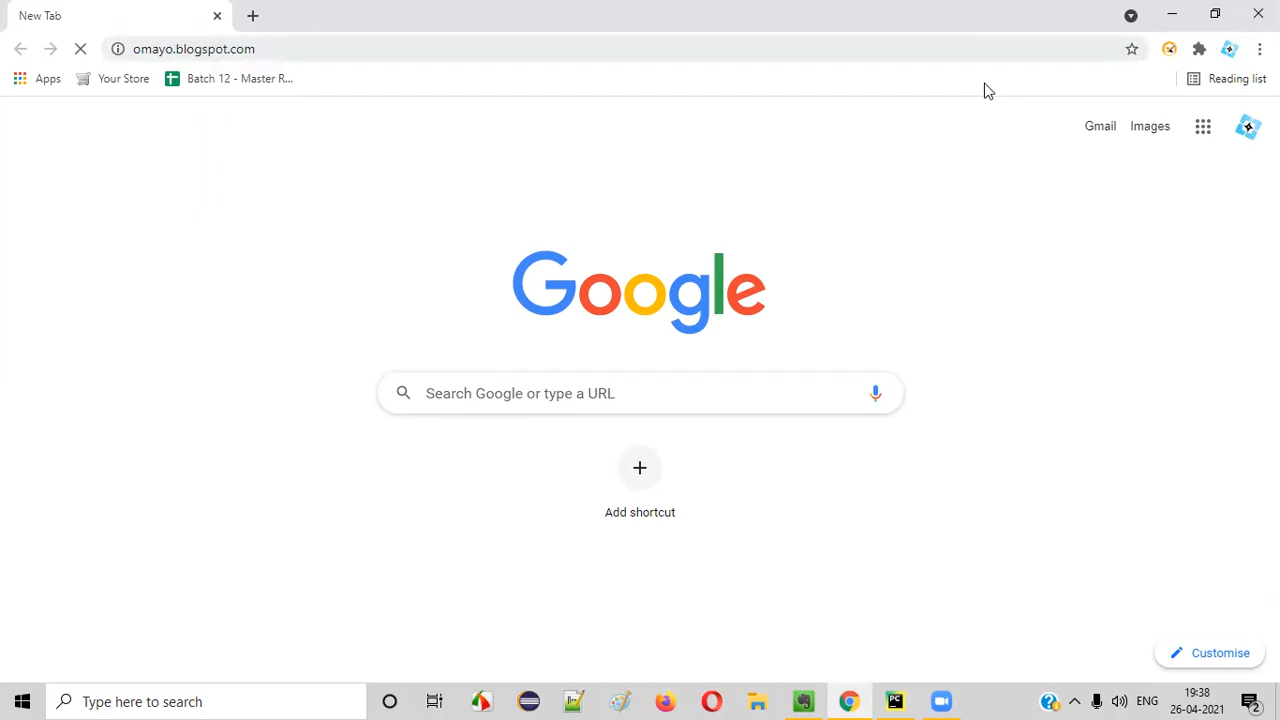 New Tab
omayo.blogspot.com
Apps Your Store Batch 12 - Master R... Reading list
Gmail Images
Google
Search Google or type a URL
Add shortcut
Customise
Type here to search
ENG
19:38
26-04-2021
2